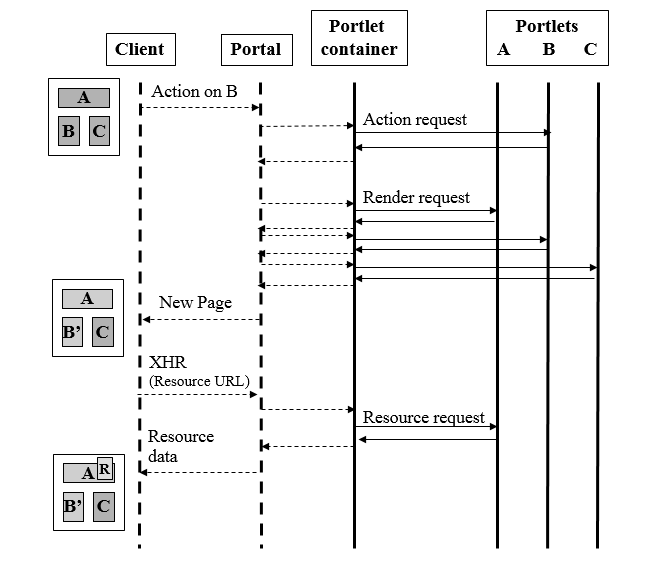 Client
Portal
Portlet
container
Portlets
A B C
A
B C
Action on B
Action request
Render request
A
B’ C
New Page
XHR
(Resource URL)
Resource request
Resource
data
A R
B’ C